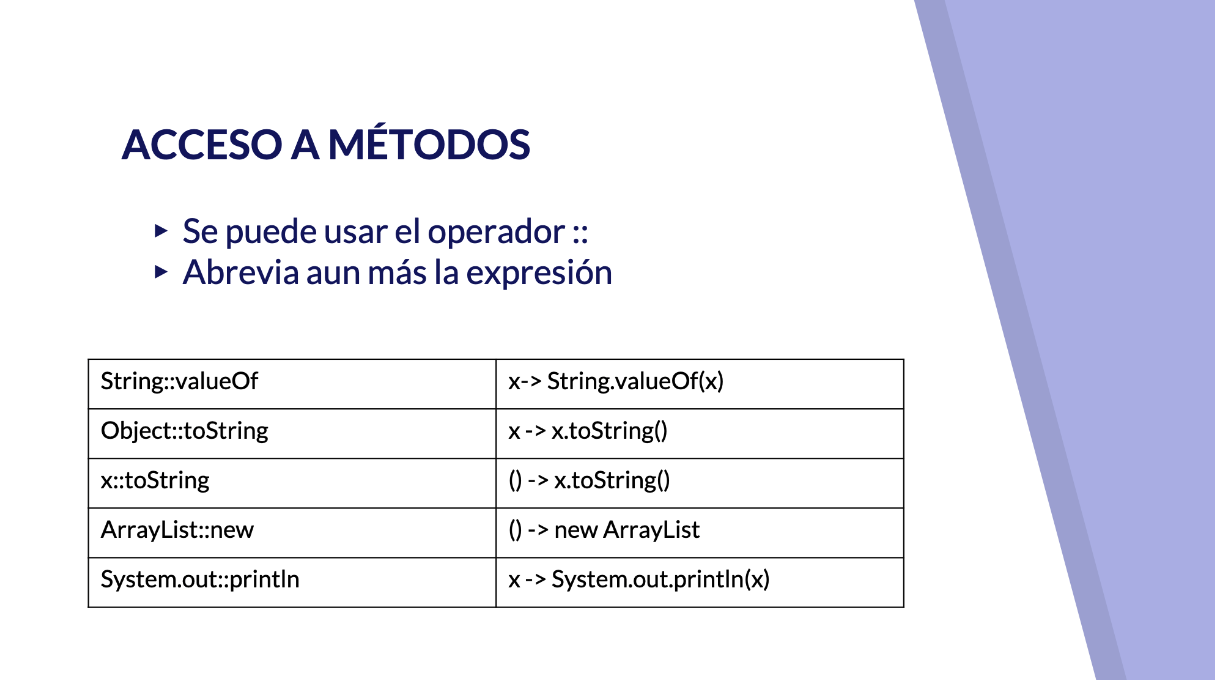 ACCESO A MÉTODOS
▸ Se puede usar el operador ::
▸ Abrevia aun más la expresión
String::valueOf x-> String.valueOf(x)
Object::toString x -> x.toString()
x::toString () -> x.toString()
ArrayList::new () -> new ArrayList
System.out::println x -> System.out.println(x)